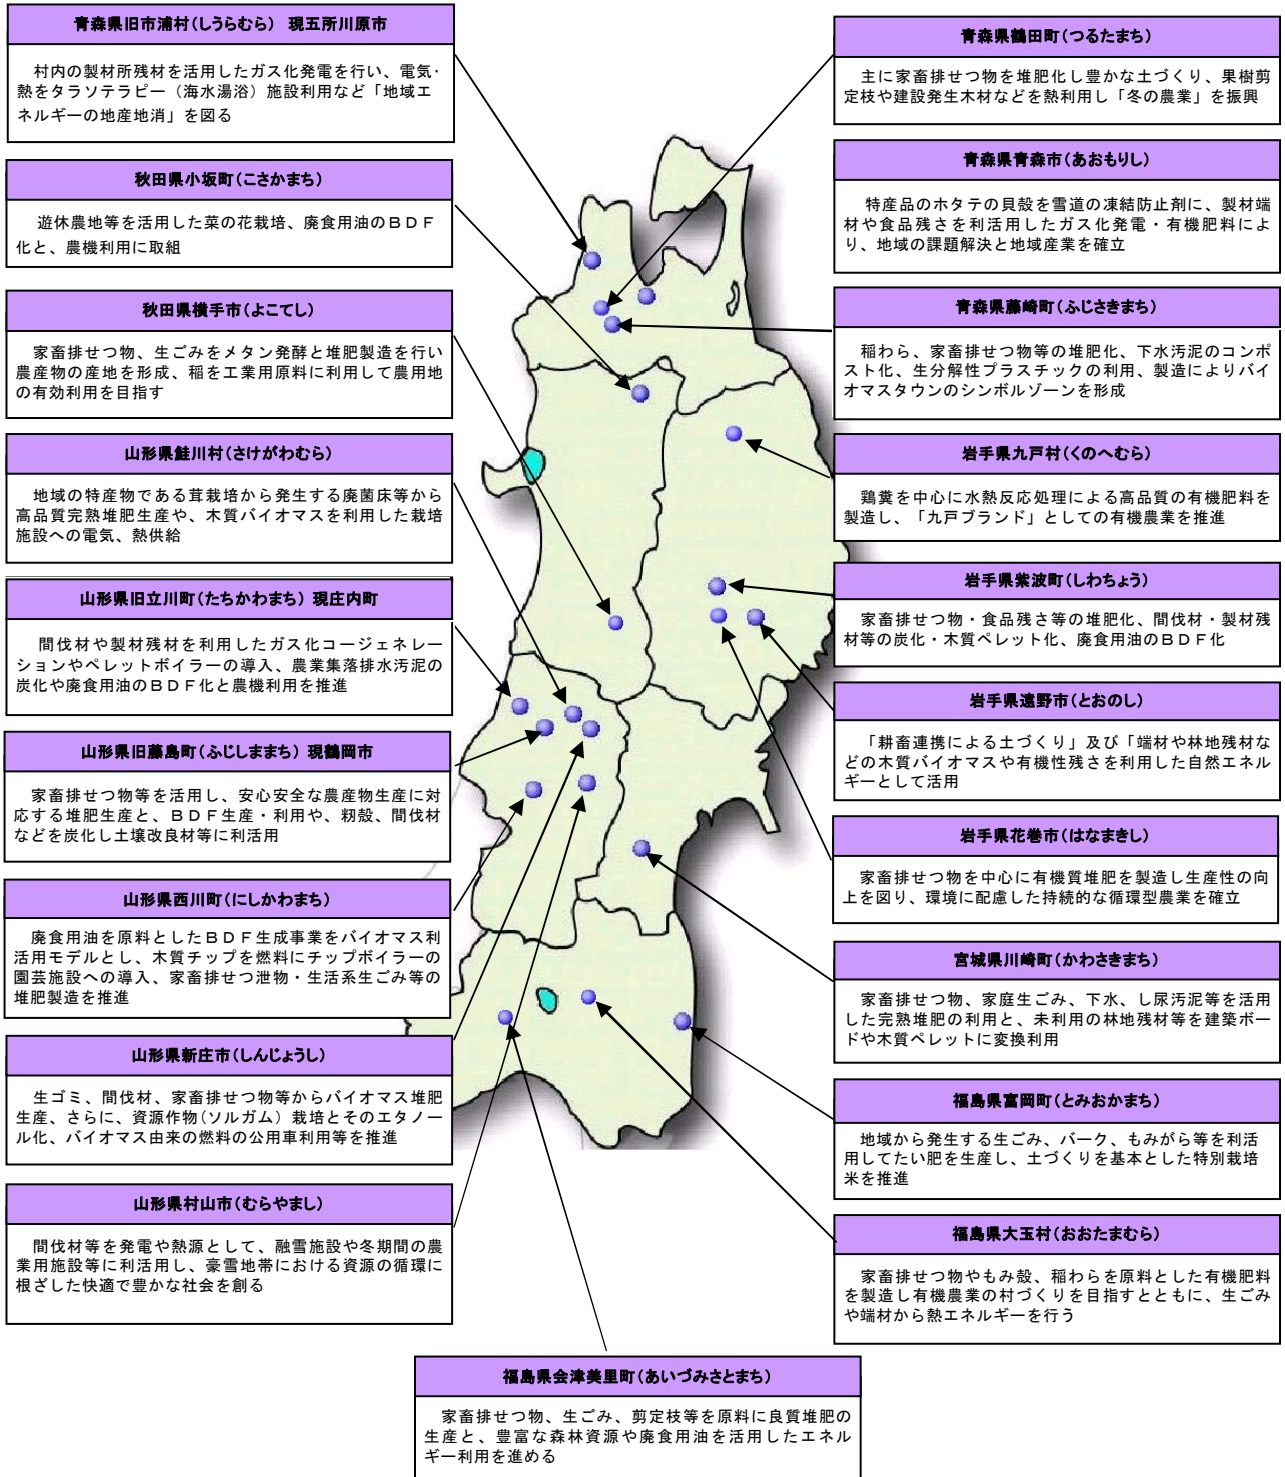 青森県旧市浦村（しうらむら）　現五所川原市
村内の製材所残材を活用したガス化発電を行い、電気・
熱をタラソテラピー（海水湯浴）施設利用など「地域エ
ネルギーの地産地消」を図る
秋田県小坂町（こさかまち）
遊休農地等を活用した菜の花栽培、廃食用油のＢＤＦ
化と、農機利用に取組
秋田県横手市（よこてし）
家畜排せつ物、生ごみをメタン発酵と堆肥製造を行い
農産物の産地を形成、稲を工業用原料に利用して農用地
の有効利用を目指す
山形県鮭川村（さけがわむら）
地域の特産物である茸栽培から発生する廃菌床等から
高品質完熟堆肥生産や、木質バイオマスを利用した栽培
施設への電気、熱供給
山形県旧立川町（たちかわまち）　現庄内町
間伐材や製材残材を利用したガス化コージェネレー
ションやペレットボイラーの導入、農業集落排水汚泥の
炭化や廃食用油のＢＤＦ化と農機利用を推進
山形県旧藤島町（ふじしままち）　現鶴岡市
家畜排せつ物等を活用し、安心安全な農産物生産に対
応する堆肥生産と、ＢＤＦ生産・利用や、籾殻、間伐材
などを炭化し土壌改良材等に利活用
山形県西川町（にしかわまち）
廃食用油を原料としたＢＤＦ生成事業をバイオマス利
活用モデルとし、木質チップを燃料にチップボイラーの
園芸施設への導入、家畜排せつ泄物・生活系生ごみ等の
堆肥製造を推進
山形県新庄市（しんじょうし）
生ゴミ、間伐材、家畜排せつ物等からバイオマス堆肥
生産、さらに、資源作物（ソルガム）栽培とそのエタノー
ル化、バイオマス由来の燃料の公用車利用等を推進
山形県村山市（むらやまし）
間伐材等を発電や熱源として、融雪施設や冬期間の農
業用施設等に利活用し、豪雪地帯における資源の循環に
根ざした快適で豊かな社会を創る
青森県鶴田町（つるたまち）
主に家畜排せつ物を堆肥化し豊かな土づくり、果樹剪
定枝や建設発生木材などを熱利用し「冬の農業」を振興
青森県青森市（あおもりし）
特産品のホタテの貝殻を雪道の凍結防止剤に、製材端
材や食品残さを利活用したガス化発電・有機肥料によ
り、地域の課題解決と地域産業を確立
青森県藤崎町（ふじさきまち）
稲わら、家畜排せつ物等の堆肥化、下水汚泥のコンポ
スト化、生分解性プラスチックの利用、製造によりバイ
オマスタウンのシンボルゾーンを形成
岩手県九戸村（くのへむら）
鶏糞を中心に水熱反応処理による高品質の有機肥料を
製造し、「九戸ブランド」としての有機農業を推進
岩手県紫波町（しわちょう）
家畜排せつ物・食品残さ等の堆肥化、間伐材・製材残
材等の炭化・木質ペレット化、廃食用油のＢＤＦ化
岩手県遠野市（とおのし）
「耕畜連携による土づくり」及び「端材や林地残材な
どの木質バイオマスや有機性残さを利用した自然エネル
ギーとして活用
岩手県花巻市（はなまきし）
家畜排せつ物を中心に有機質堆肥を製造し生産性の向
上を図り、環境に配慮した持続的な循環型農業を確立
宮城県川崎町（かわさきまち）
家畜排せつ物、家庭生ごみ、下水、し尿汚泥等を活用
した完熟堆肥の利用と、未利用の林地残材等を建築ボー
ドや木質ペレットに変換利用
福島県富岡町（とみおかまち）
地域から発生する生ごみ、バーク、もみがら等を利活
用してたい肥を生産し、土づくりを基本とした特別栽培
米を推進
福島県大玉村（おおたまむら）
家畜排せつ物やもみ殻、稲わらを原料とした有機肥料
を製造し有機農業の村づくりを目指すとともに、生ごみ
や端材から熱エネルギーを行う
福島県会津美里町（あいづみさとまち）
家畜排せつ物、生ごみ、剪定枝等を原料に良質堆肥の
生産と、豊富な森林資源や廃食用油を活用したエネル
ギー利用を進める